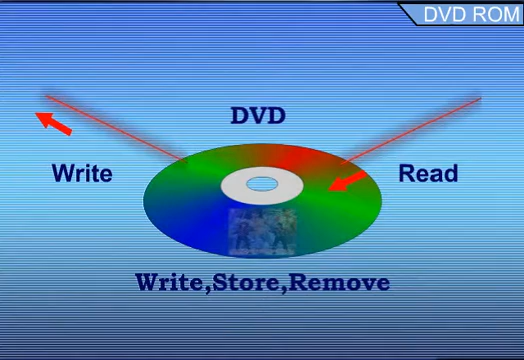 DVD ROM
DVD
Write
Read
Write,Store,Remove